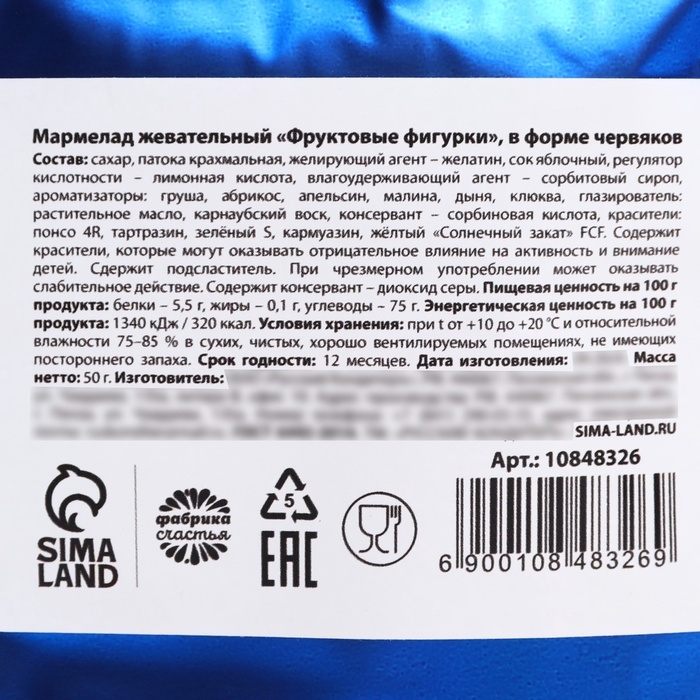 Мармелад жевательный «Фруктовые фигурки», в форме червяков
Состав: сахар, патока крахмальная, желирующий агент – желатин, сок яблочный, регулятор
кислотности – лимонная кислота, влагоудерживающий агент – сорбитовый сироп,
ароматизаторы: груша, абрикос, апельсин, малина, дыня, клюква, глазирователь:
растительное масло, карнаубский воск, консервант – сорбиновая кислота, красители:
понсо 4R, тартразин, зелёный S, кармуазин, жёлтый «Солнечный закат» FCF. Содержит
красители, которые могут оказывать отрицательное влияние на активность и внимание
детей. Сдержит подсластитель. При чрезмерном употреблении может оказывать
слабительное действие. Содержит консервант – диоксид серы. Пищевая ценность на 100 г
продукта: белки – 5,5 г, жиры – 0,1 г, углеводы – 75 г. Энергетическая ценность на 100 г
продукта: 1340 кДж / 320 ккал. Условия хранения: при t от +10 до +20 °C и относительной
влажности 75–85 % в сухих, чистых, хорошо вентилируемых помещениях, не имеющих
постороннего запаха. Срок годности: 12 месяцев. Дата изготовления: Масса
нетто: 50 г. Изготовитель:
SIMA-LAND.RU
Арт.: 10848326
SIMA
LAND
фабрика
счастья
5
EAC
6 900108 483269